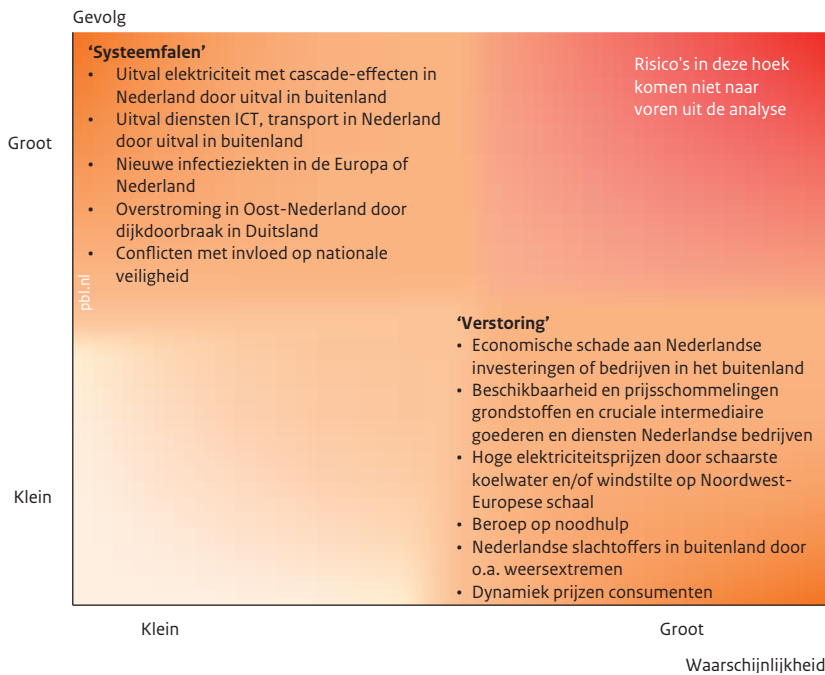 Gevolg
‘Systeemfalen’
• Uitval elektriciteit met cascade-effecten in
Nederland door uitval in buitenland
• Uitval diensten ICT, transport in Nederland
door uitval in buitenland
• Nieuwe infectieziekten in de Europa of
Nederland
• Overstroming in Oost-Nederland door
dijkdoorbraak in Duitsland
• Conflicten met invloed op nationale
veiligheid
Risico's in deze hoek
komen niet naar
voren uit de analyse
Groot
pbl.nl
‘Verstoring’
• Economische schade aan Nederlandse
investeringen of bedrijven in het buitenland
• Beschikbaarheid en prijsschommelingen
grondstoffen en cruciale intermediaire
goederen en diensten Nederlandse bedrijven
• Hoge elektriciteitsprijzen door schaarste
koelwater en/of windstilte op Noordwest-
Europese schaal
• Beroep op noodhulp
• Nederlandse slachtoffers in buitenland door
o.a. weersextremen
• Dynamiek prijzen consumenten
Klein
Klein
Groot
Waarschijnlijkheid